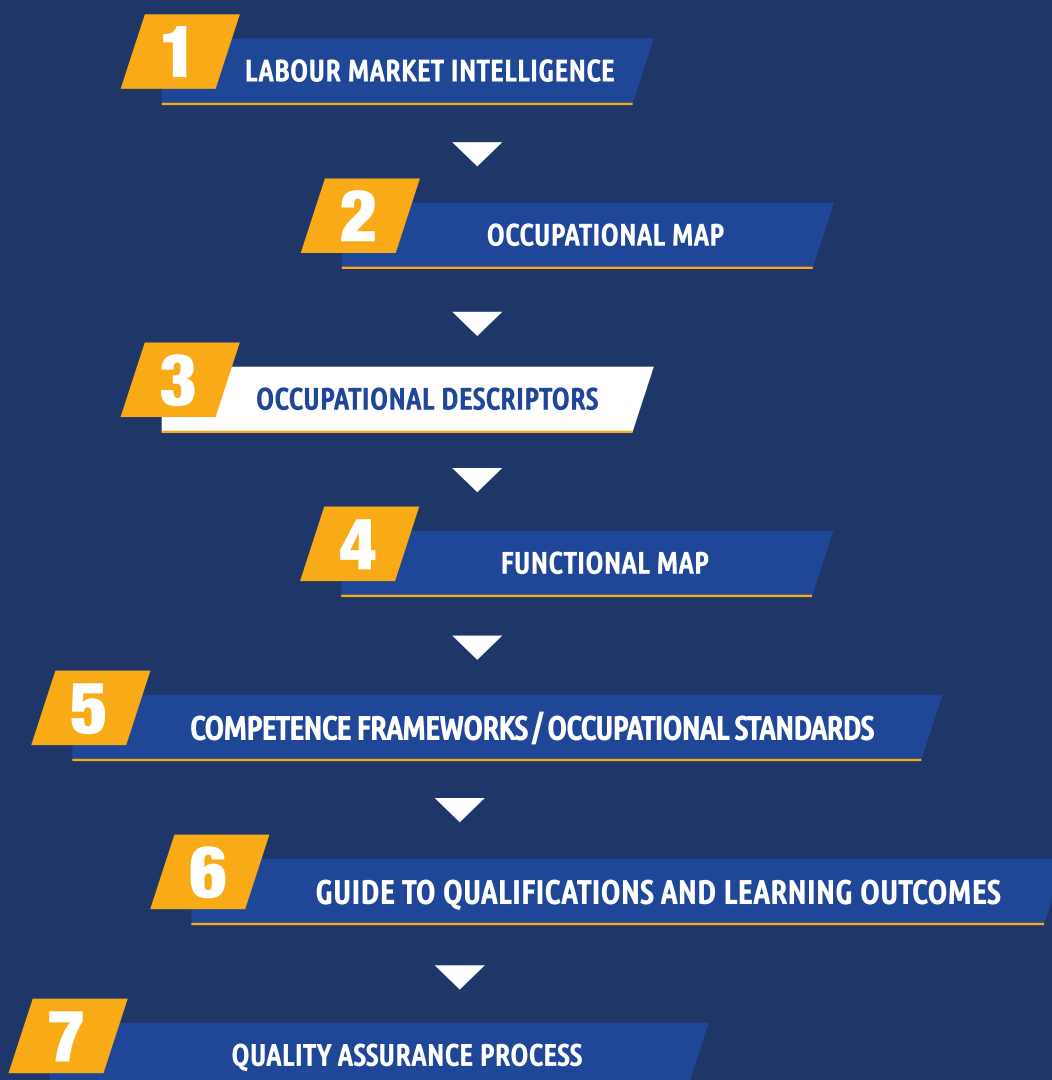 1
LABOUR MARKET INTELLIGENCE
2
OCCUPATIONAL MAP
3
OCCUPATIONAL DESCRIPTORS
4
FUNCTIONAL MAP
5
COMPETENCE FRAMEWORKS / OCCUPATIONAL STANDARDS
6
GUIDE TO QUALIFICATIONS AND LEARNING OUTCOMES
7
QUALITY ASSURANCE PROCESS